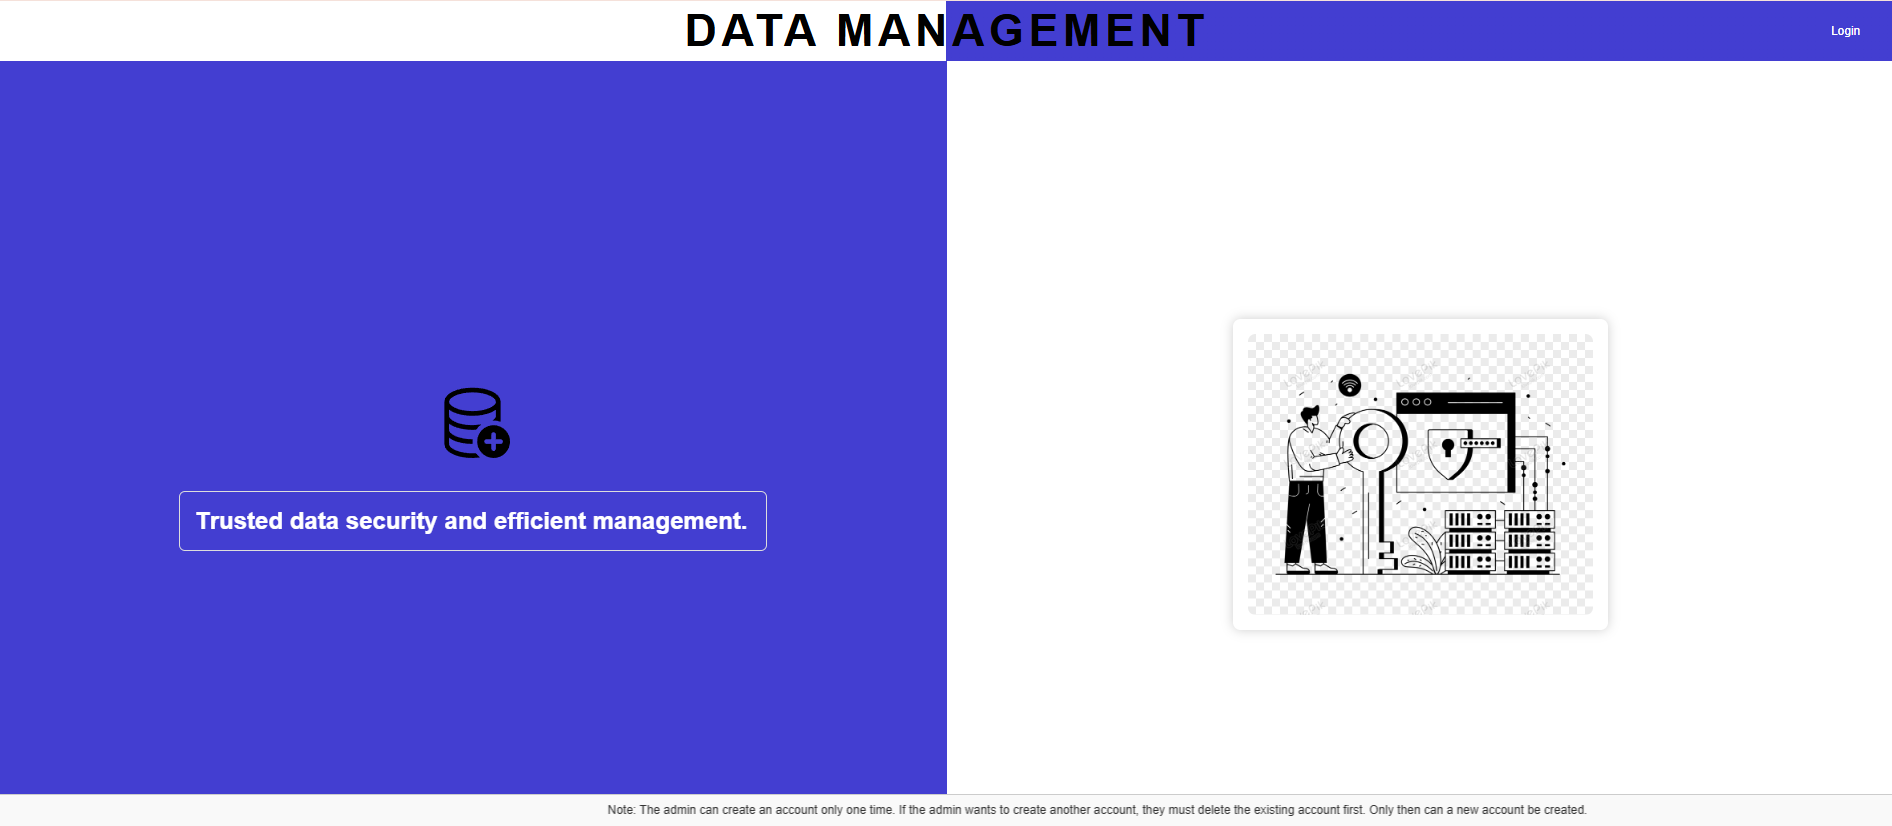 DATA MANAGEMENT
Login
Trusted data security and efficient management.
Note: The admin can create an account only one time. If the admin wants to create another account, they must delete the existing account first. Only then can a new account be created.